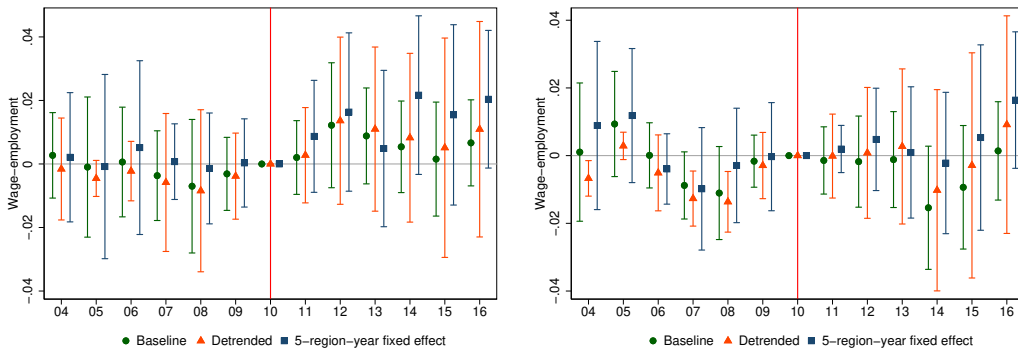 .04
.02
0
-.02
-.04
Wage-employment
04 05 06 07 08 09 10 11 12 13 14 15 16
Baseline Detrended 5-region-year fixed effect
.04
.02
0
-.02
-.04
Wage-employment
04 05 06 07 08 09 10 11 12 13 14 15 16
Baseline Detrended 5-region-year fixed effect